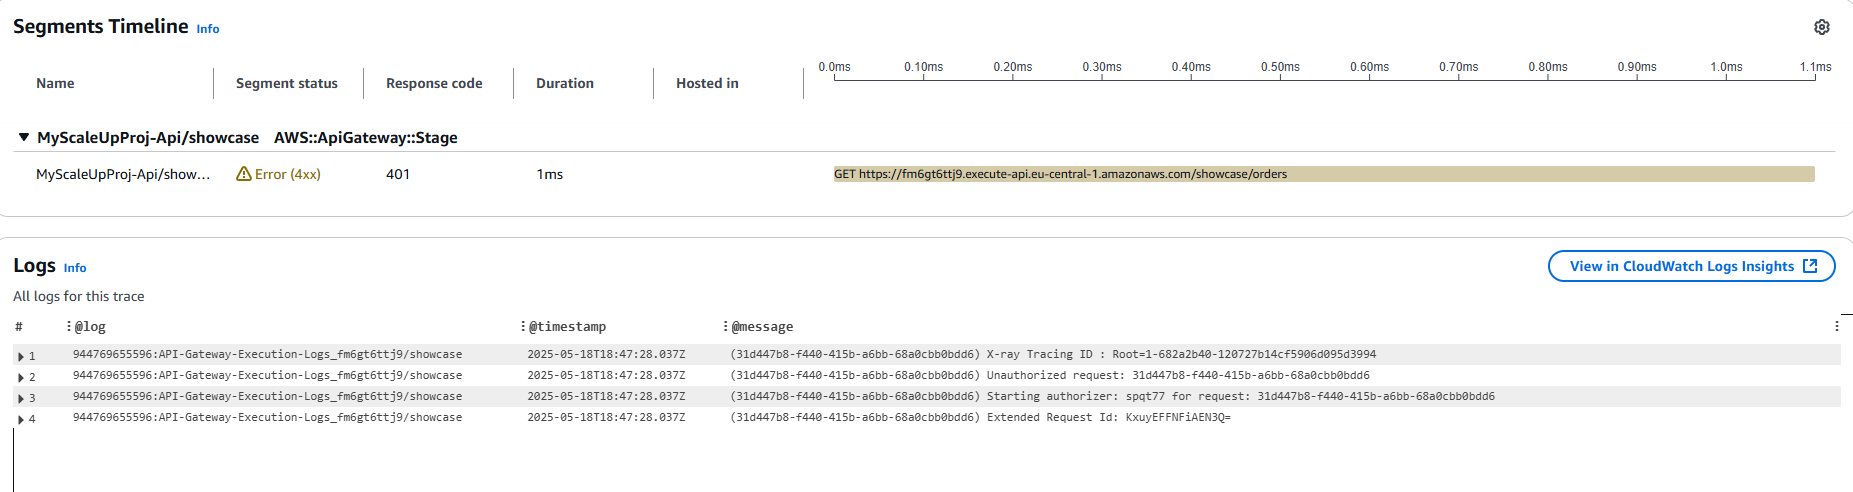 Segments Timeline Info
Name Segment status Response code Duration Hosted in 0.0ms 0.10ms 0.20ms 0.30ms 0.40ms 0.50ms 0.60ms 0.70ms 0.80ms 0.90ms 1.0ms 1.1ms
MyScaleUpProj-Api/showcase AWS::ApiGateway::Stage
MyScaleUpProj-Api/show... Error (4xx) 401 1ms GET https://fm6gt6ttj9.execute-api.eu-central-1.amazonaws.com/showcase/orders
Logs Info View in CloudWatch Logs Insights
All logs for this trace
# @log @timestamp @message
1 944769655596:API-Gateway-Execution-Logs_fm6gt6ttj9/showcase 2025-05-18T18:47:28.037Z (31d447b8-f440-415b-a6bb-68a0cbb0bdd6) X-ray Tracing ID : Root=1-682a2b40-120727b14cf5906d095d3994
2 944769655596:API-Gateway-Execution-Logs_fm6gt6ttj9/showcase 2025-05-18T18:47:28.037Z (31d447b8-f440-415b-a6bb-68a0cbb0bdd6) Unauthorized request: 31d447b8-f440-415b-a6bb-68a0cbb0bdd6
3 944769655596:API-Gateway-Execution-Logs_fm6gt6ttj9/showcase 2025-05-18T18:47:28.037Z (31d447b8-f440-415b-a6bb-68a0cbb0bdd6) Starting authorizer: spqt77 for request: 31d447b8-f440-415b-a6bb-68a0cbb0bdd6
4 944769655596:API-Gateway-Execution-Logs_fm6gt6ttj9/showcase 2025-05-18T18:47:28.037Z (31d447b8-f440-415b-a6bb-68a0cbb0bdd6) Extended Request Id: KxuyEFFNFiAEN3Q=